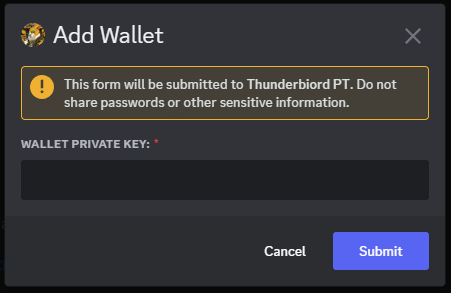 Add Wallet
This form will be submitted to Thunderbiord PT. Do not
share passwords or other sensitive information.
WALLET PRIVATE KEY: *
Cancel
Submit